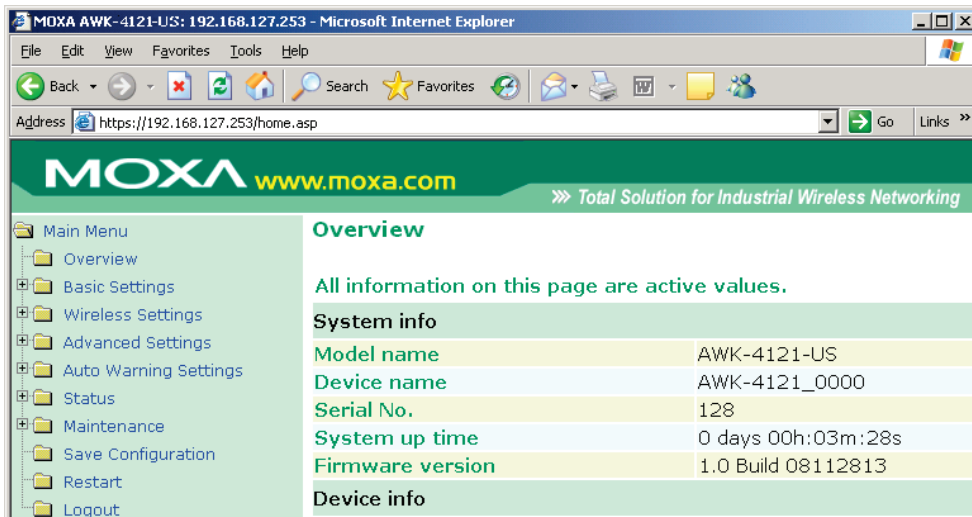 MOXA AWK-4121-US: 192.168.127.253 - Microsoft Internet Explorer
File Edit View Favorites Tools Help
Back Search Favorites
Address https://192.168.127.253/home.asp Go Links »
MOXA www.moxa.com
Total Solution for Industrial Wireless Networking
Main Menu
Overview
Basic Settings
Wireless Settings
Advanced Settings
Auto Warning Settings
Status
Maintenance
Save Configuration
Restart
Logout
Overview
All information on this page are active values.
System info
Model name AWK-4121-US
Device name AWK-4121_0000
Serial No. 128
System up time 0 days 00h:03m:28s
Firmware version 1.0 Build 08112813
Device info